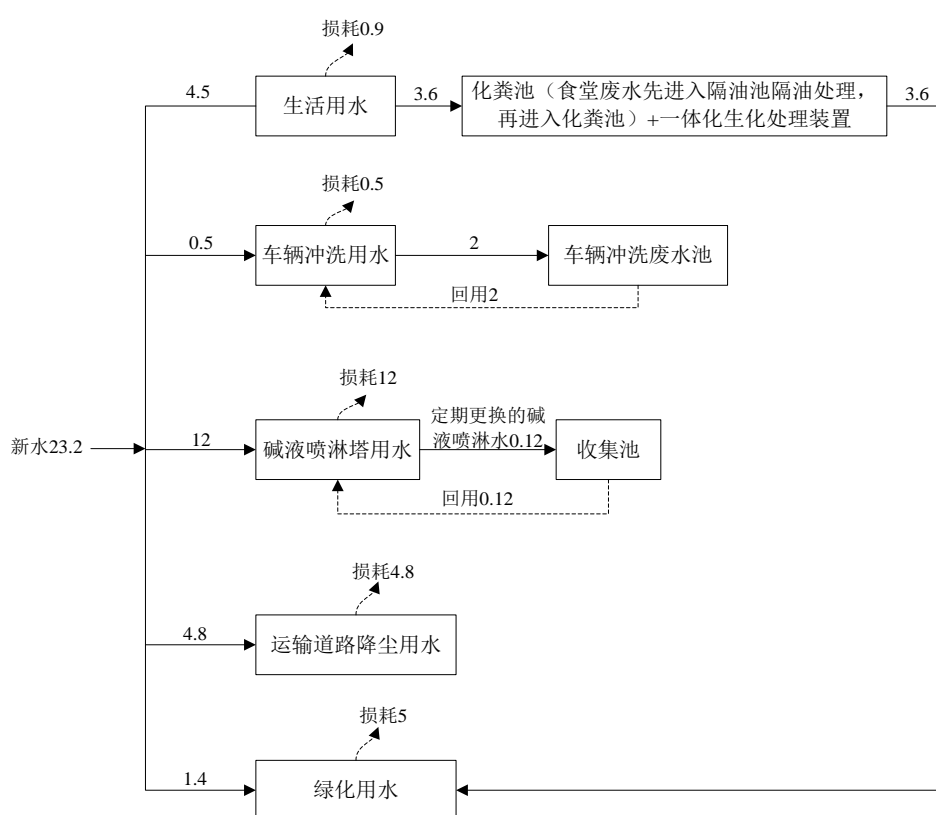 损耗0.9
4.5
生活用水
3.6
化粪池（食堂废水先进入隔油池隔油处理，
再进入化粪池）+一体化生化处理装置
3.6
损耗0.5
0.5
车辆冲洗用水
2
车辆冲洗废水池
回用2
损耗12
新水23.2
12
碱液喷淋塔用水
定期更换的碱
液喷淋水0.12
收集池
回用0.12
损耗4.8
4.8
运输道路降尘用水
损耗5
1.4
绿化用水